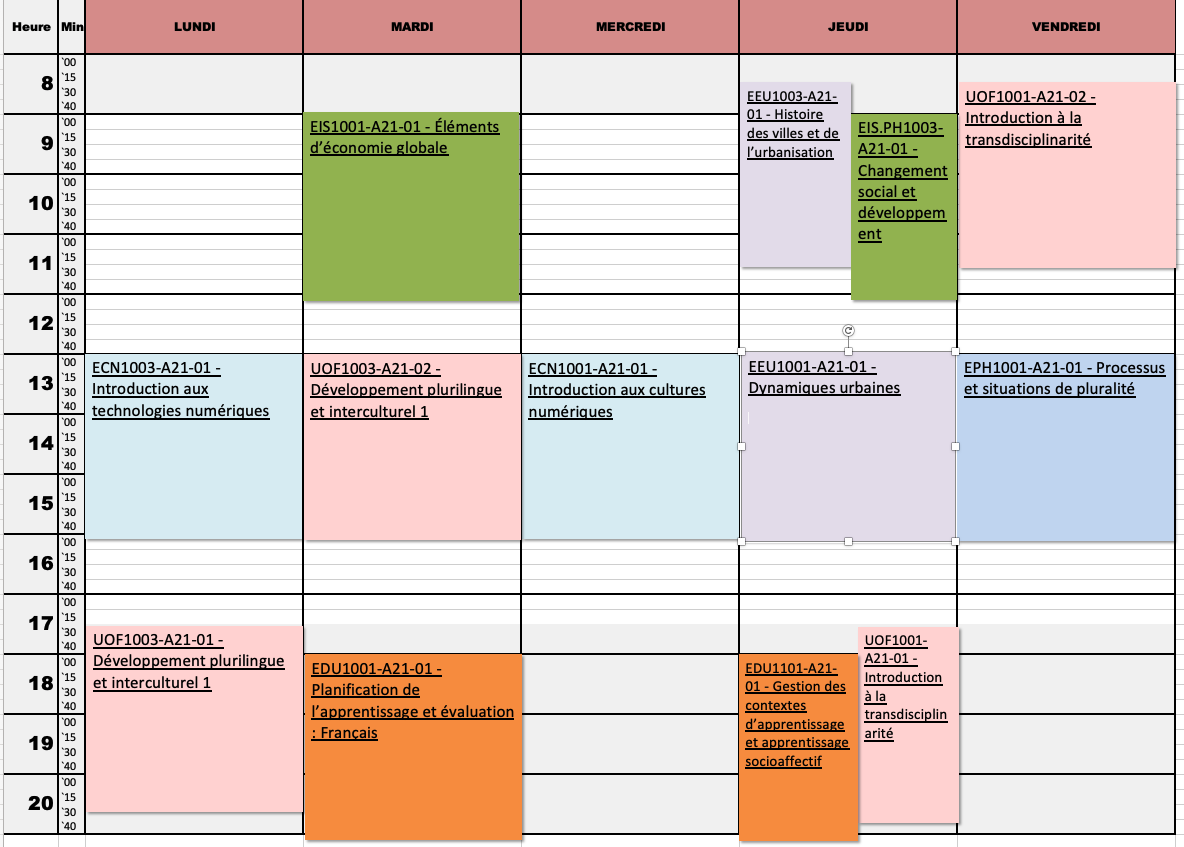 Heure Min LUNDI MARDI MERCREDI JEUDI VENDREDI
8
`00
`15
`30
`40
9
`00
`15
`30
`40
10
`00
`15
`30
`40
11
`00
`15
`30
`40
12
`00
`15
`30
`40
13
`00
`15
`30
`40
14
`00
`15
`30
`40
15
`00
`15
`30
`40
16
`00
`15
`30
`40
17
`00
`15
`30
`40
18
`00
`15
`30
`40
19
`00
`15
`30
`40
20
`00
`15
`30
`40
EIS1001-A21-01 - Éléments
d’économie globale
EEU1003-A21-
01 - Histoire
des villes et de
l’urbanisation
EIS.PH1003-
A21-01 -
Changement
social et
développem
ent
UOF1001-A21-02 -
Introduction à la
transdisciplinarité
ECN1003-A21-01 -
Introduction aux
technologies numériques
UOF1003-A21-02 -
Développement plurilingue
et interculturel 1
ECN1001-A21-01 -
Introduction aux cultures
numériques
EEU1001-A21-01 -
Dynamiques urbaines
EPH1001-A21-01 - Processus
et situations de pluralité
UOF1003-A21-01 -
Développement plurilingue
et interculturel 1
EDU1001-A21-01 -
Planification de
l’apprentissage et évaluation
: Français
EDU1101-A21-
01 - Gestion des
contextes
d’apprentissage
et apprentissage
socioaffectif
UOF1001-
A21-01 -
Introduction
à la
transdisciplin
arité